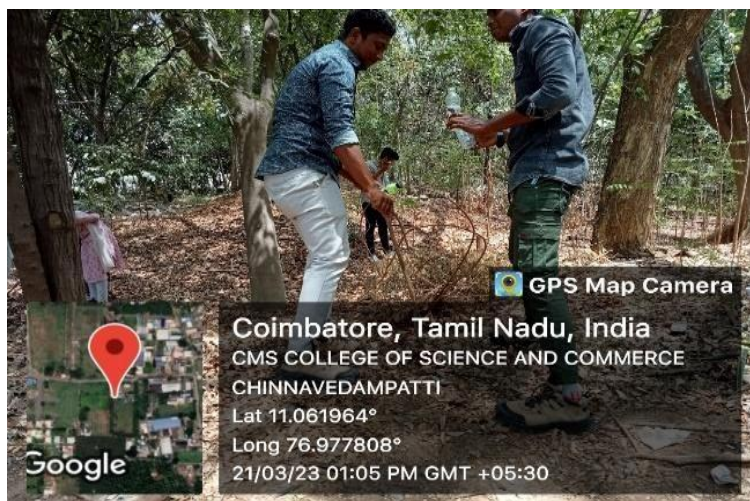 GPS Map Camera
Coimbatore, Tamil Nadu, India
CMS COLLEGE OF SCIENCE AND COMMERCE
CHINNAVEDAMPATTI
Lat 11.061964°
Long 76.977808°
21/03/23 01:05 PM GMT +05:30
Google